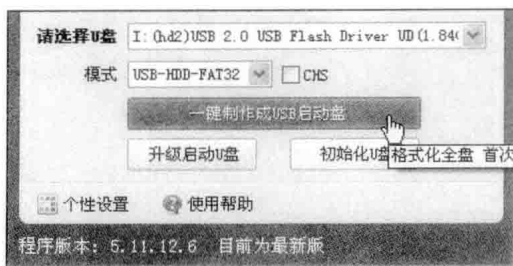 请选择U盘 I:(hd2)USB 2.0 USB Flash Driver UD(1.84(
模式 USB-HDD-FAT32 CHS
一键制作成USB启动盘
升级启动U盘 初始化U盘
格式化全盘 首次
个性设置 使用帮助
程序版本: 5.11.12.6 目前为最新版